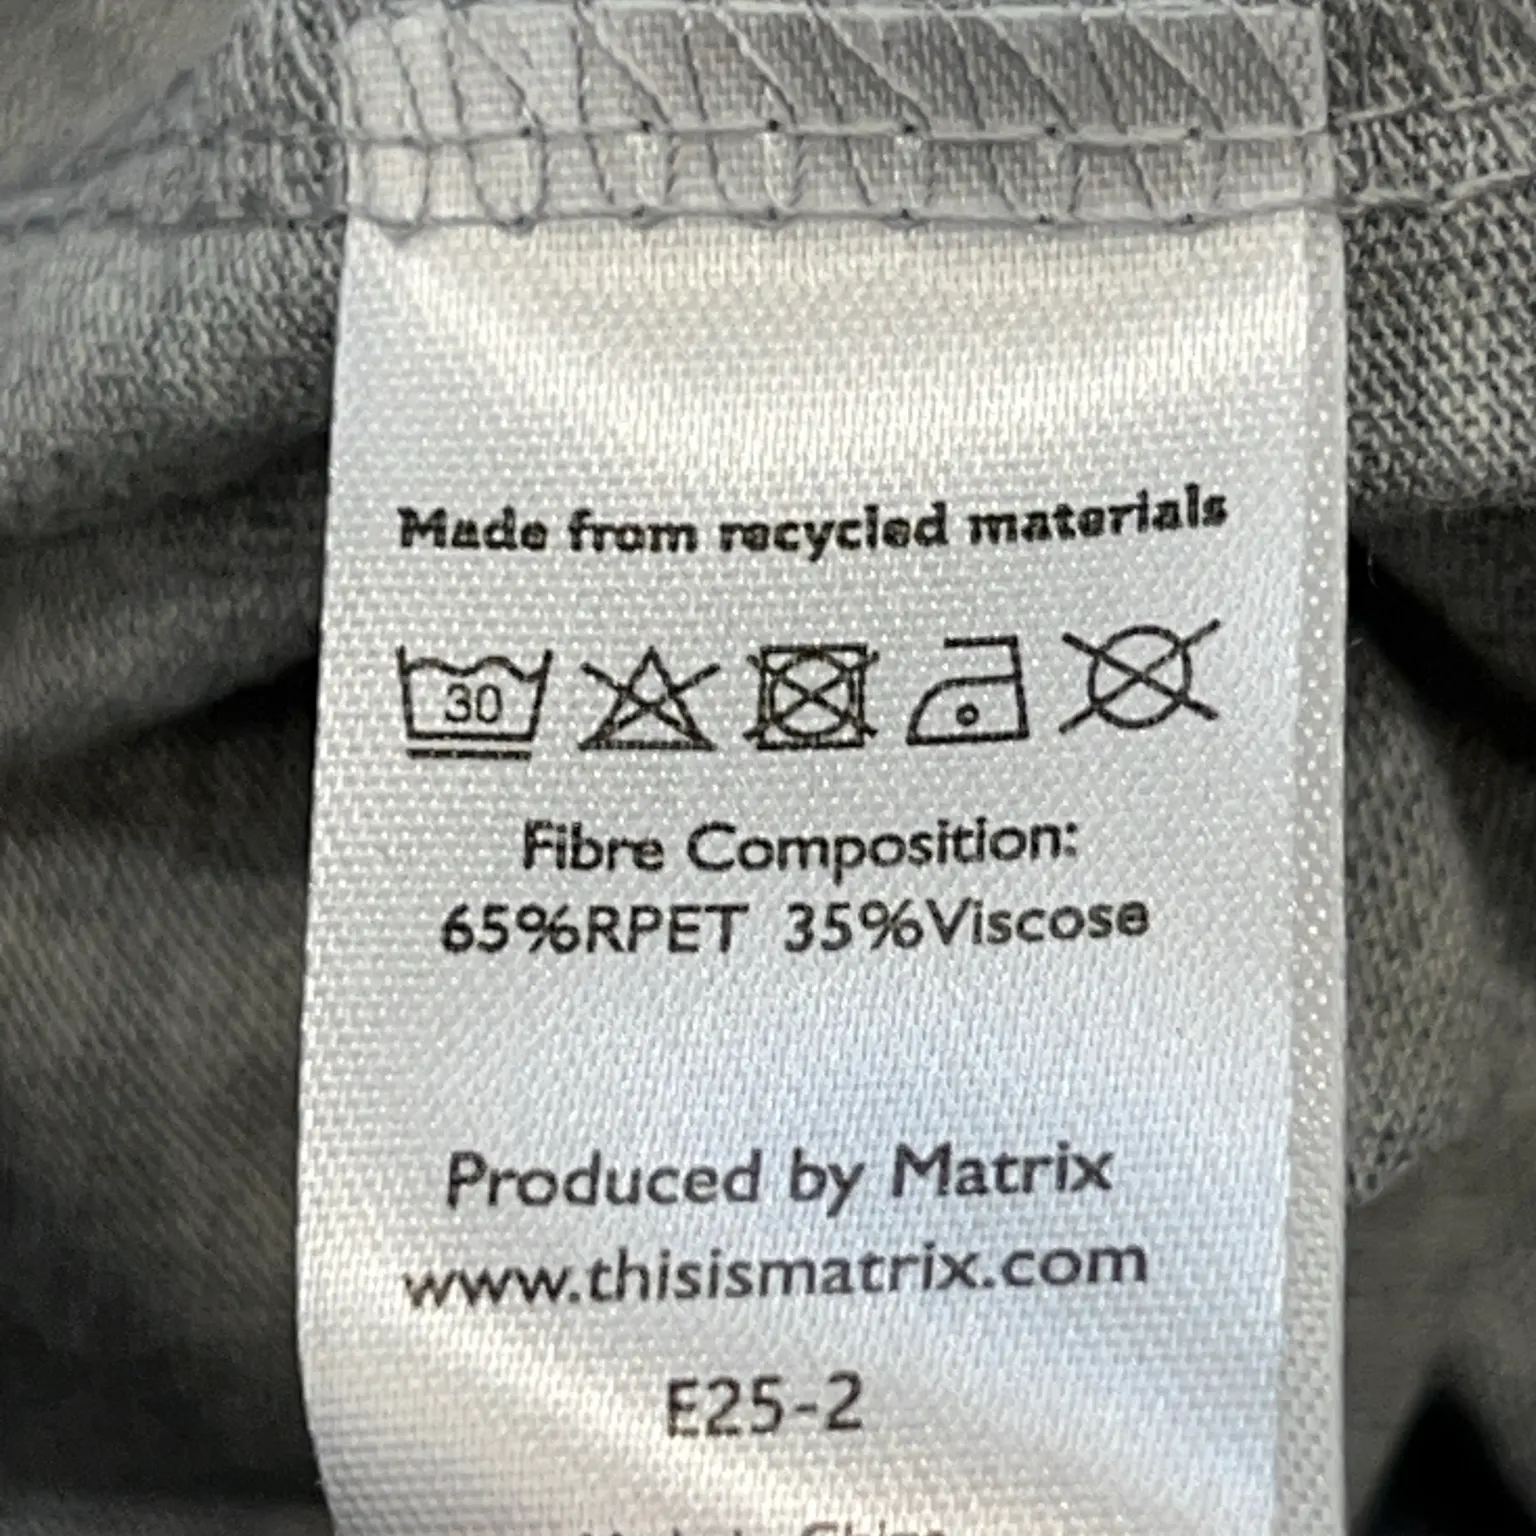 Made from recycled materials
30
Fibre Composition:
65%RPET 35%Viscose
Produced by Matrix
www.thisismatrix.com
E25-2